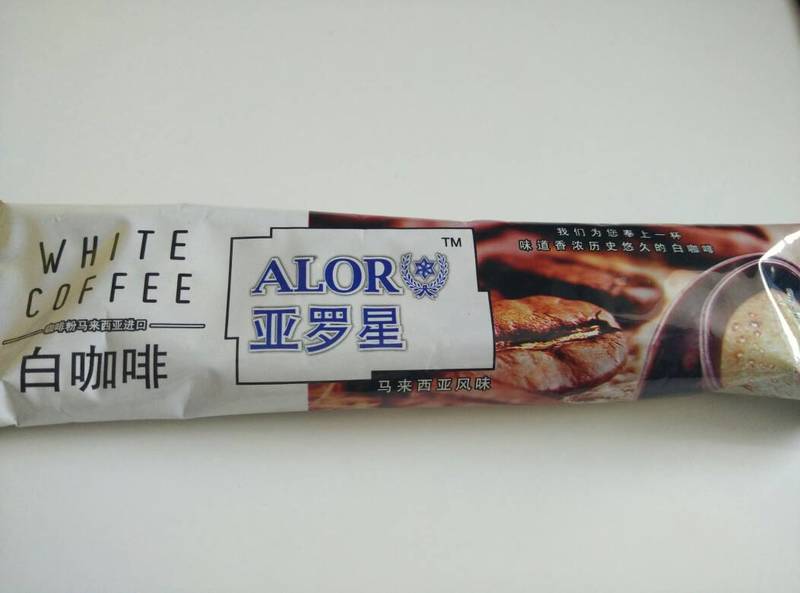 WHITE
COFFEE
咖啡粉马来西亚进口
白咖啡
ALOR
TM
亚罗星
马来西亚风味
我们为您奉上一杯
味道香浓历史悠久的白咖啡